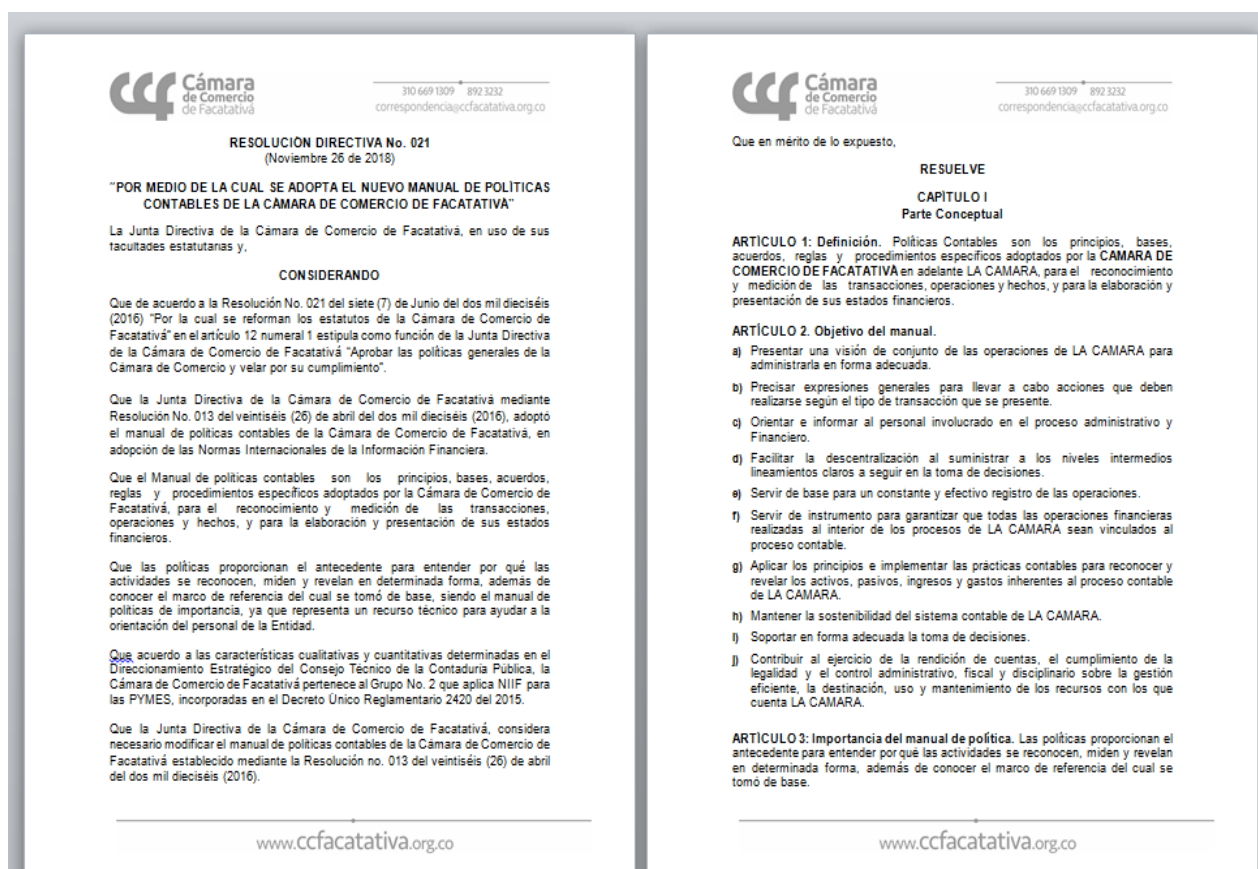 Cámara
de Comercio
de Facatativá
310 669 1309 892 3232
correspondencia@ccfacatativa.org.co
RESOLUCIÓN DIRECTIVA No. 021
(Noviembre 26 de 2018)
"POR MEDIO DE LA CUAL SE ADOPTA EL NUEVO MANUAL DE POLÍTICAS
CONTABLES DE LA CÁMARA DE COMERCIO DE FACATATIVÁ"
La Junta Directiva de la Cámara de Comercio de Facatativá, en uso de sus
facultades estatutarias y,
CONSIDERANDO
Que de acuerdo a la Resolución No. 021 del siete (7) de Junio del dos mil dieciséis
(2016) "Por la cual se reforman los estatutos de la Cámara de Comercio de
Facatativá" en el artículo 12 numeral 1 estipula como función de la Junta Directiva
de la Cámara de Comercio de Facatativá "Aprobar las políticas generales de la
Cámara de Comercio y velar por su cumplimiento".
Que la Junta Directiva de la Cámara de Comercio de Facatativá mediante
Resolución No. 013 del veintiséis (26) de abril del dos mil dieciséis (2016), adoptó
el manual de políticas contables de la Cámara de Comercio de Facatativá, en
adopción de las Normas Internacionales de la Información Financiera.
Que el Manual de políticas contables son los principios, bases, acuerdos,
reglas y procedimientos específicos adoptados por la Cámara de Comercio de
Facatativá, para el reconocimiento y medición de las transacciones,
operaciones y hechos, y para la elaboración y presentación de sus estados
financieros.
Que las políticas proporcionan el antecedente para entender por qué las
actividades se reconocen, miden y revelan en determinada forma, además de
conocer el marco de referencia del cual se tomó de base, siendo el manual de
políticas de importancia, ya que representa un recurso técnico para ayudar a la
orientación del personal de la Entidad.
Que acuerdo a las características cualitativas y cuantitativas determinadas en el
Direccionamiento Estratégico del Consejo Técnico de la Contaduría Pública, la
Cámara de Comercio de Facatativá pertenece al Grupo No. 2 que aplica NIIF para
las PYMES, incorporadas en el Decreto Único Reglamentario 2420 del 2015.
Que la Junta Directiva de la Cámara de Comercio de Facatativá, considera
necesario modificar el manual de políticas contables de la Cámara de Comercio de
Facatativá establecido mediante la Resolución no. 013 del veintiséis (26) de abril
del dos mil dieciséis (2016).
www.ccfacatativa.org.co
Cámara
de Comercio
de Facatativá
310 669 1309 892 3232
correspondencia@ccfacatativa.org.co
Que en mérito de lo expuesto,
RESUELVE
CAPÍTULO I
Parte Conceptual
ARTÍCULO 1: Definición. Políticas Contables son los principios, bases,
acuerdos, reglas y procedimientos específicos adoptados por la CAMARA DE
COMERCIO DE FACATATIVÁ en adelante LA CAMARA, para el reconocimiento
y medición de las transacciones, operaciones y hechos, y para la elaboración y
presentación de sus estados financieros.
ARTÍCULO 2. Objetivo del manual.
a) Presentar una visión de conjunto de las operaciones de LA CAMARA para
administrarla en forma adecuada.
b) Precisar expresiones generales para llevar a cabo acciones que deben
realizarse según el tipo de transacción que se presente.
c) Orientar e informar al personal involucrado en el proceso administrativo y
Financiero.
d) Facilitar la descentralización al suministrar a los niveles intermedios
lineamientos claros a seguir en la toma de decisiones.
e) Servir de base para un constante y efectivo registro de las operaciones.
f) Servir de instrumento para garantizar que todas las operaciones financieras
realizadas al interior de los procesos de LA CAMARA sean vinculados al
proceso contable.
g) Aplicar los principios e implementar las prácticas contables para reconocer y
revelar los activos, pasivos, ingresos y gastos inherentes al proceso contable
de LA CAMARA.
h) Mantener la sostenibilidad del sistema contable de LA CAMARA.
i) Soportar en forma adecuada la toma de decisiones.
j) Contribuir al ejercicio de la rendición de cuentas, el cumplimiento de la
legalidad y el control administrativo, fiscal y disciplinario sobre la gestión
eficiente, la destinación, uso y mantenimiento de los recursos con los que
cuenta LA CAMARA.
ARTÍCULO 3: Importancia del manual de política. Las políticas proporcionan el
antecedente para entender por qué las actividades se reconocen, miden y revelan
en determinada forma, además de conocer el marco de referencia del cual se
tomó de base.
www.ccfacatativa.org.co